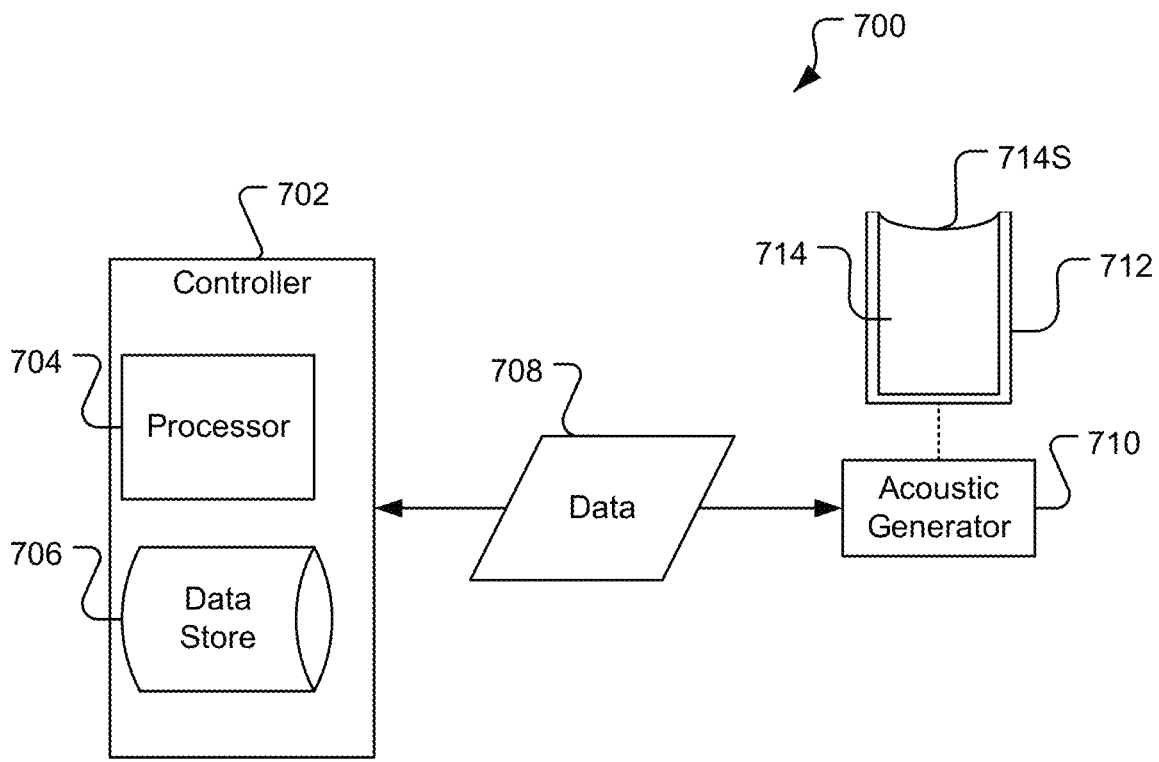 700
714S
702
714
712
Controller
704
708
Processor
710
Data
Acoustic
Generator
706
Data
Store